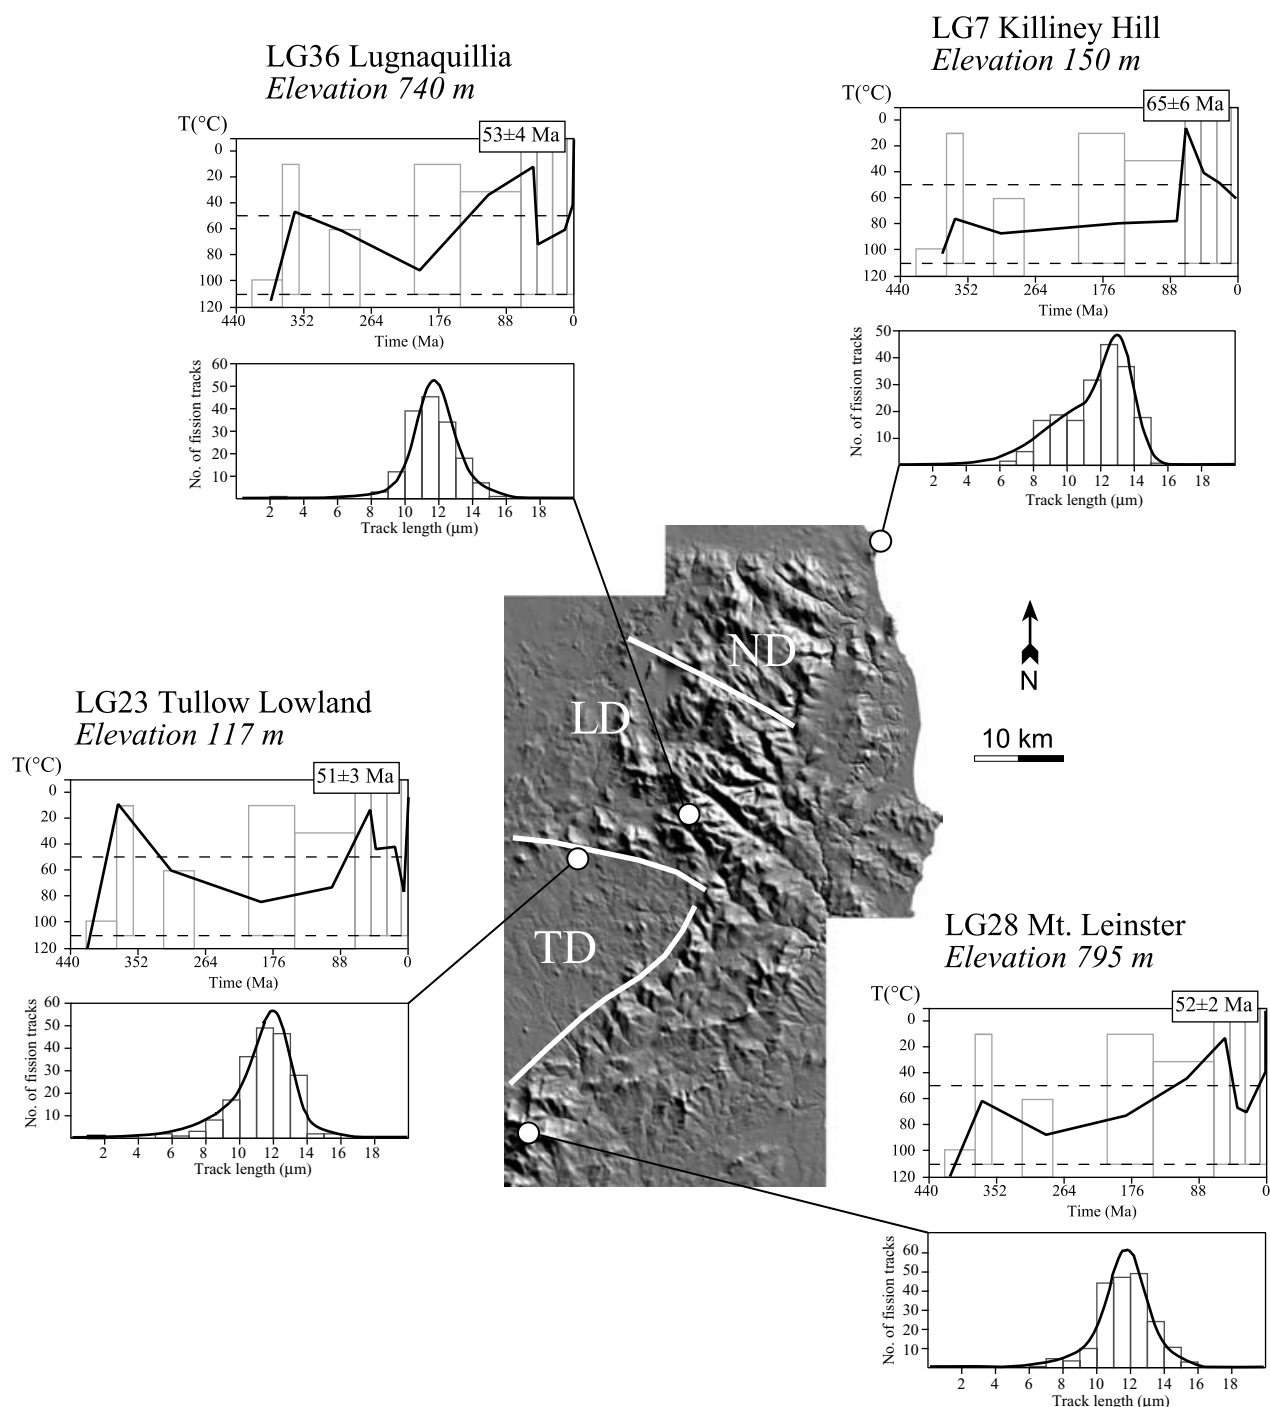 LG36 Lugnaquillia
Elevation 740 m
T(°C)
53±4 Ma
0
20
40
60
80
100
120
440 352 264 176 88 0
Time (Ma)
No. of fission tracks
60
50
40
30
20
10
2 4 6 8 10 12 14 16 18
Track length (μm)
LG7 Killiney Hill
Elevation 150 m
T(°C)
65±6 Ma
0
20
40
60
80
100
120
440 352 264 176 88 0
Time (Ma)
No. of fission tracks
50
40
30
20
10
2 4 6 8 10 12 14 16 18
Track length (μm)
ND
LD
TD
N
10 km
LG23 Tullow Lowland
Elevation 117 m
T(°C)
51±3 Ma
0
20
40
60
80
100
120
440 352 264 176 88 0
Time (Ma)
No. of fission tracks
60
50
40
30
20
10
2 4 6 8 10 12 14 16 18
Track length (μm)
LG28 Mt. Leinster
Elevation 795 m
T(°C)
52±2 Ma
0
20
40
60
80
100
120
440 352 264 176 88 0
Time (Ma)
No. of fission tracks
60
50
40
30
20
10
2 4 6 8 10 12 14 16 18
Track length (μm)